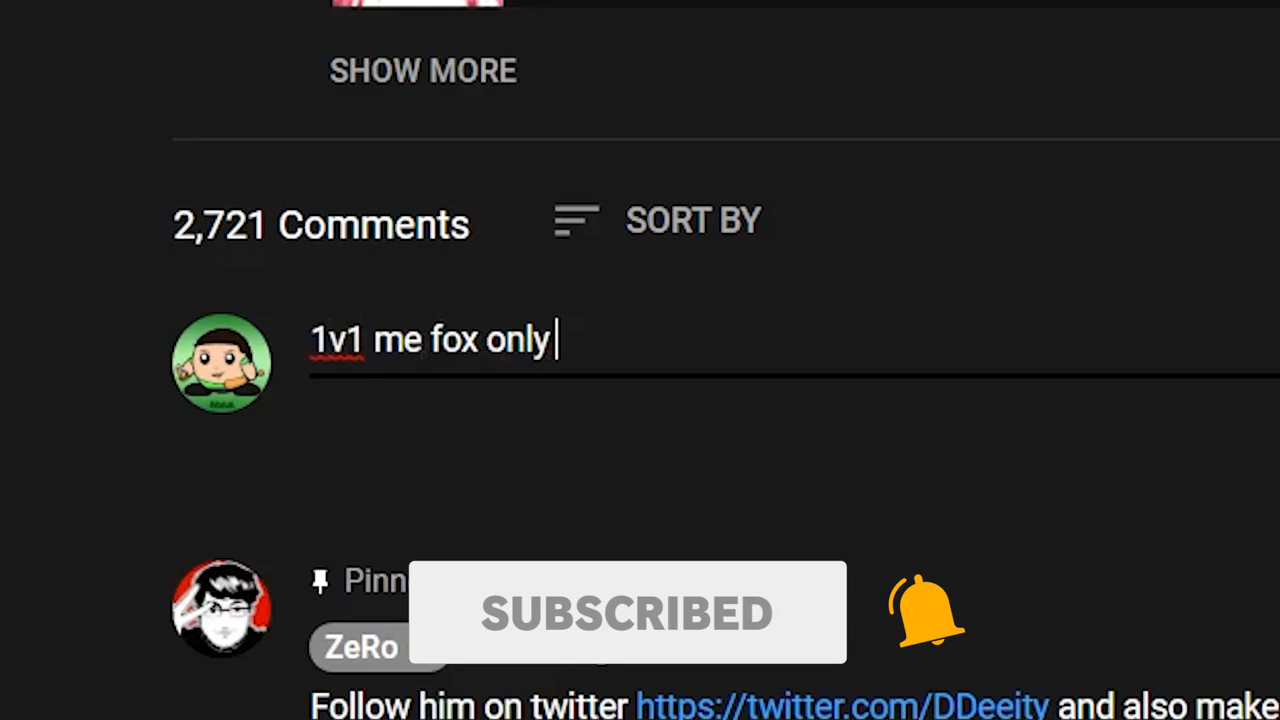 SHOW MORE
2,721 Comments
SORT BY
1v1 me fox only
Pinn
SUBSCRIBED
ZeRo
Follow him on twitter https://twitter.com/DDeeity and also make